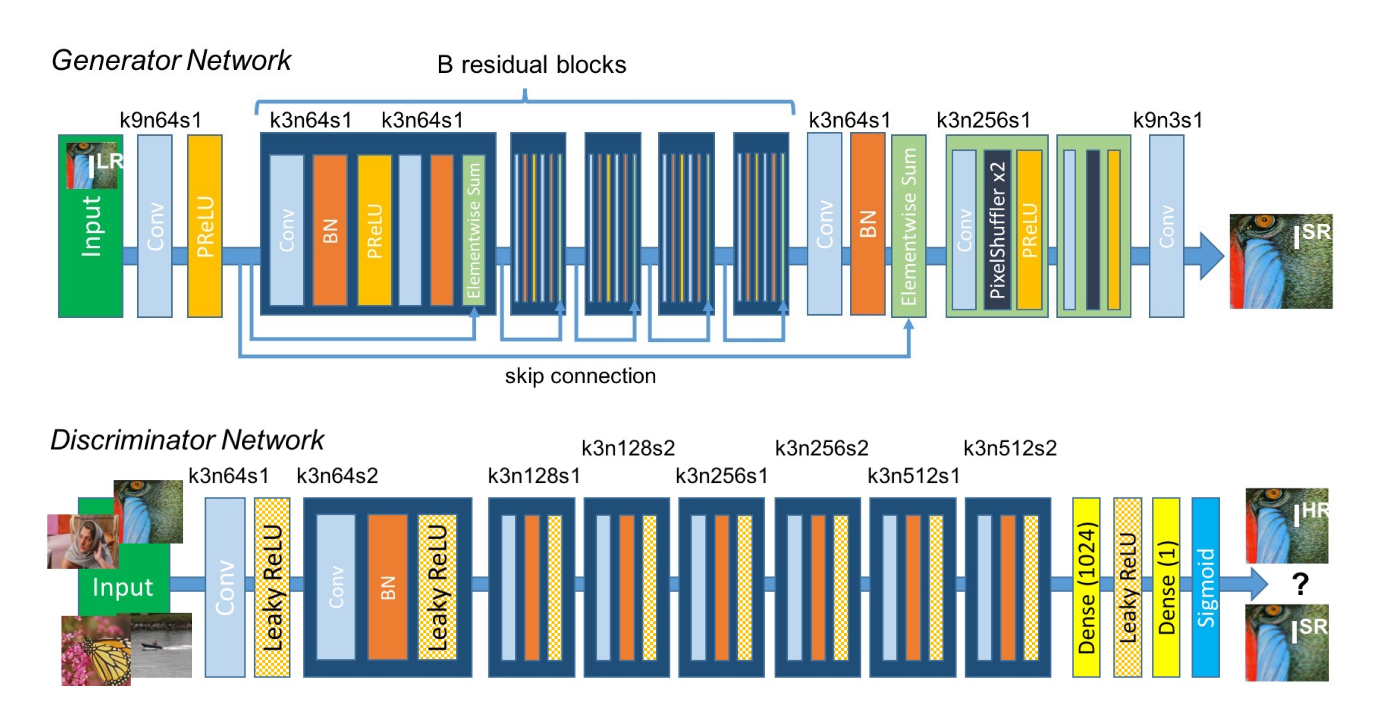 Generator Network
B residual blocks
k9n64s1
k3n64s1
k3n64s1
k3n64s1
k3n256s1
k9n3s1
I^LR
Input
Conv
PReLU
Conv
BN
PReLU
Elementwise Sum
Conv
BN
Elementwise Sum
Conv
PixelShuffler x2
PReLU
Conv
I^SR
skip connection
Discriminator Network
k3n64s1
k3n64s2
k3n128s1
k3n128s2
k3n256s1
k3n256s2
k3n512s1
k3n512s2
Input
Conv
Leaky ReLU
Conv
BN
Leaky ReLU
Dense (1024)
Leaky ReLU
Dense (1)
Sigmoid
I^HR
?
I^SR